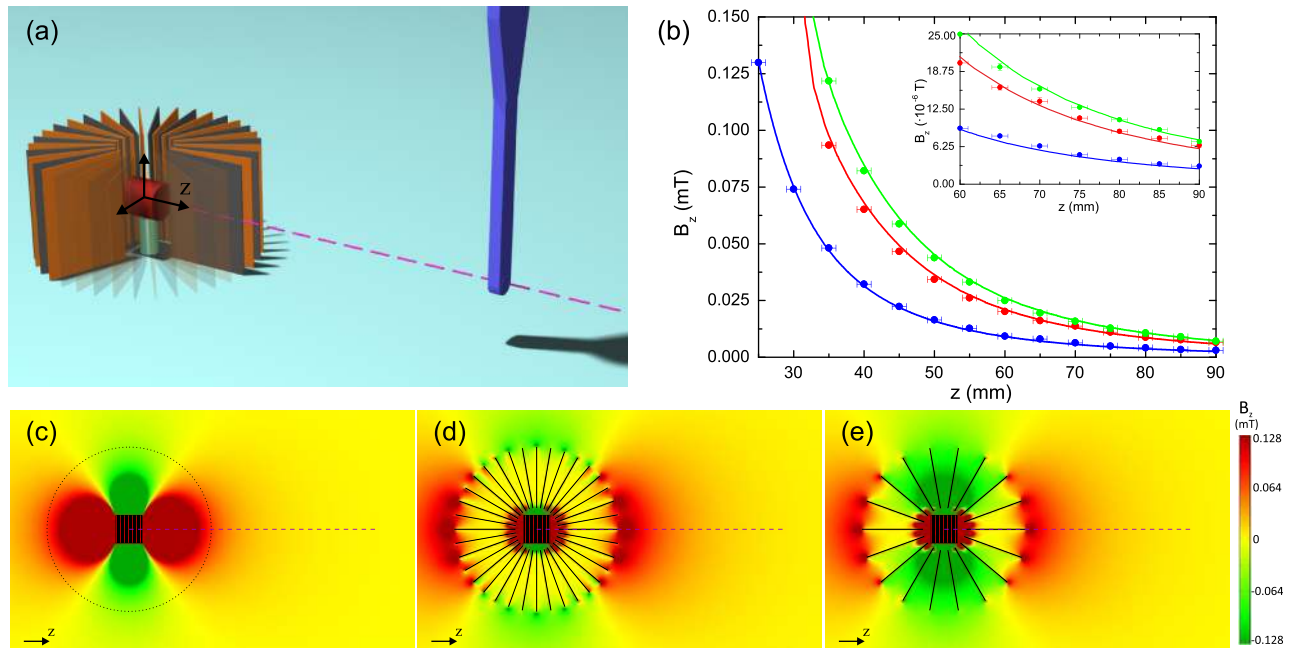 (a)
z
(b)
0.150
0.125
0.100
0.075
0.050
0.025
0.000
B_z (mT)
30 40 50 60 70 80 90
z (mm)
25.00
18.75
12.50
6.25
0.00
B_z (·10⁻⁶ T)
60 65 70 75 80 85 90
z (mm)
(c)
z
(d)
z
(e)
z
B_z
(mT)
0.128
0.064
0
-0.064
-0.128